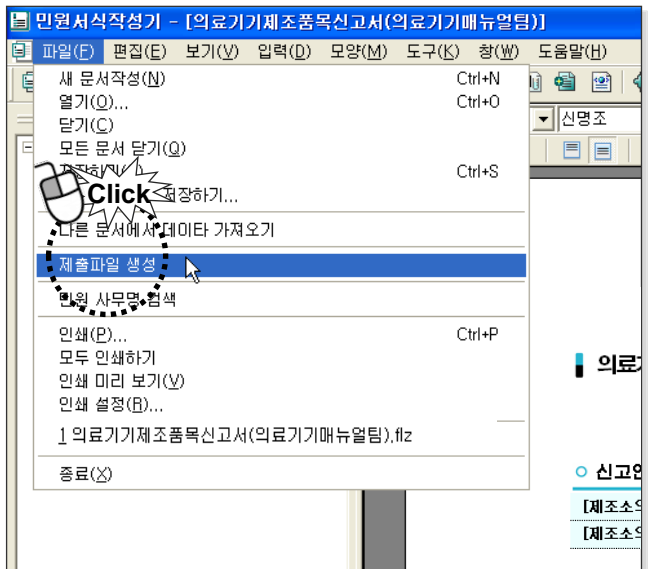 민원서식작성기 - [의료기기제조품목신고서(의료기기매뉴얼팀)]
파일(F) 편집(E) 보기(V) 입력(D) 모양(M) 도구(K) 창(W) 도움말(H)
새 문서작성(N) Ctrl+N
열기(O)... Ctrl+O
닫기(C)
신명조
모든 문서 닫기(Q)
Ctrl+S
Click
저장하기...
다른 문서에서 데이타 가져오기
제출파일 생성
민원 사무명 검색
인쇄(P)... Ctrl+P
모두 인쇄하기
인쇄 미리 보기(V)
인쇄 설정(R)...
의료
1 의료기기제조품목신고서(의료기기매뉴얼팀).flz
종료(X)
신고인
[제조소의
[제조소